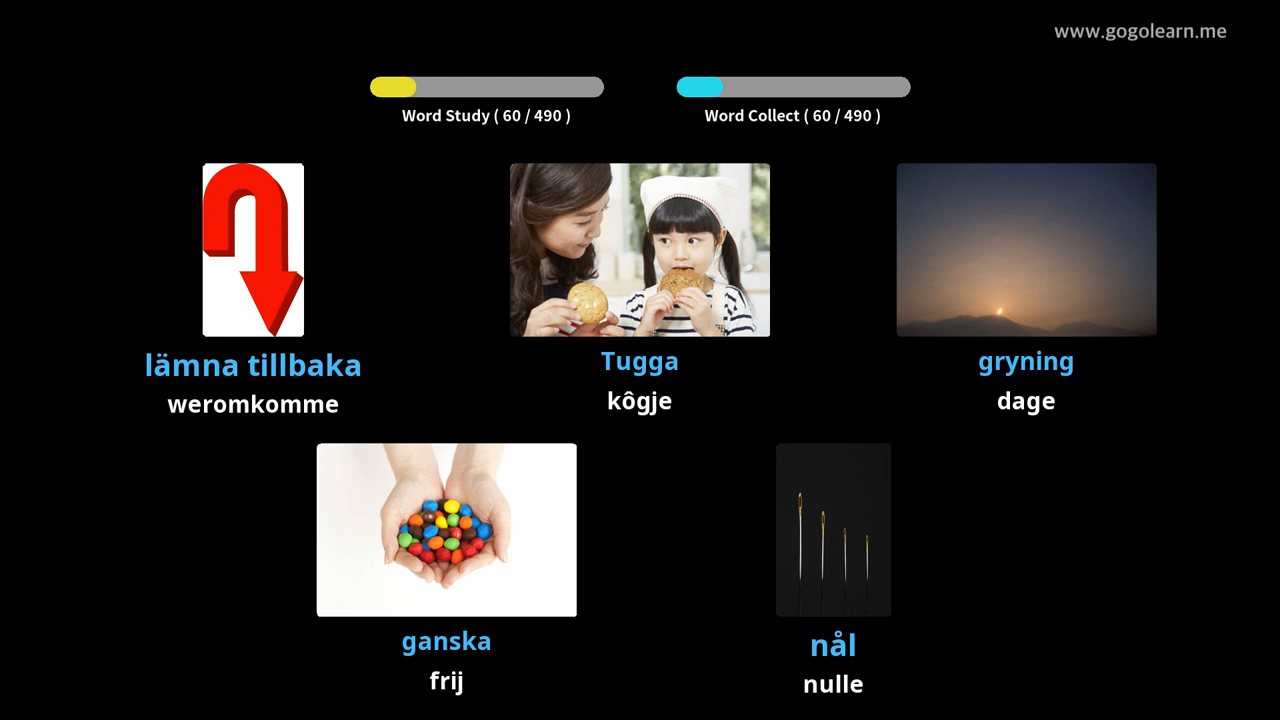 www.gogolearn.me
Word Study ( 60 / 490 )
Word Collect ( 60 / 490 )
lämna tillbaka
weromkomme
Tugga
kôgje
gryning
dage
ganska
frij
nål
nulle